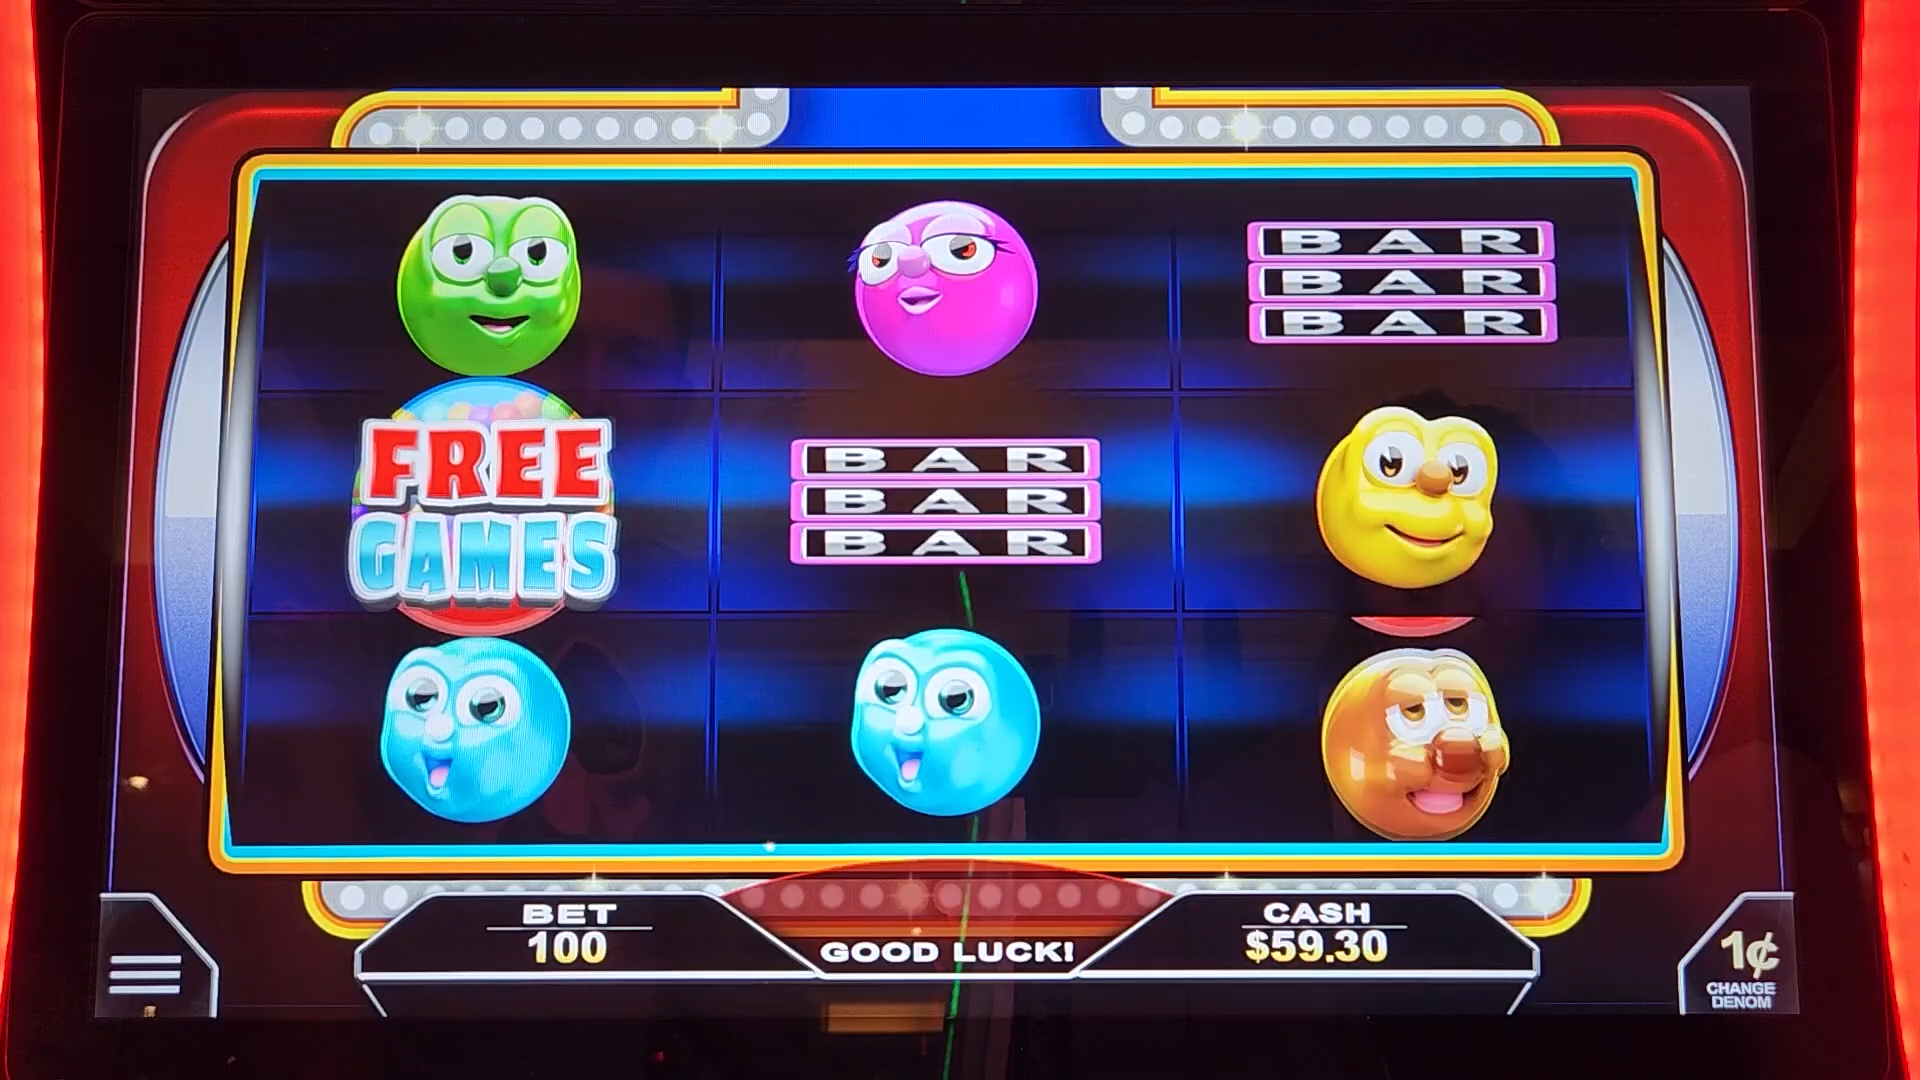 BAR
BAR
BAR
FREE
GAMES
BAR
BAR
BAR
BET
100
GOOD LUCK!
CASH
$59.30
1¢
CHANGE
DENOM